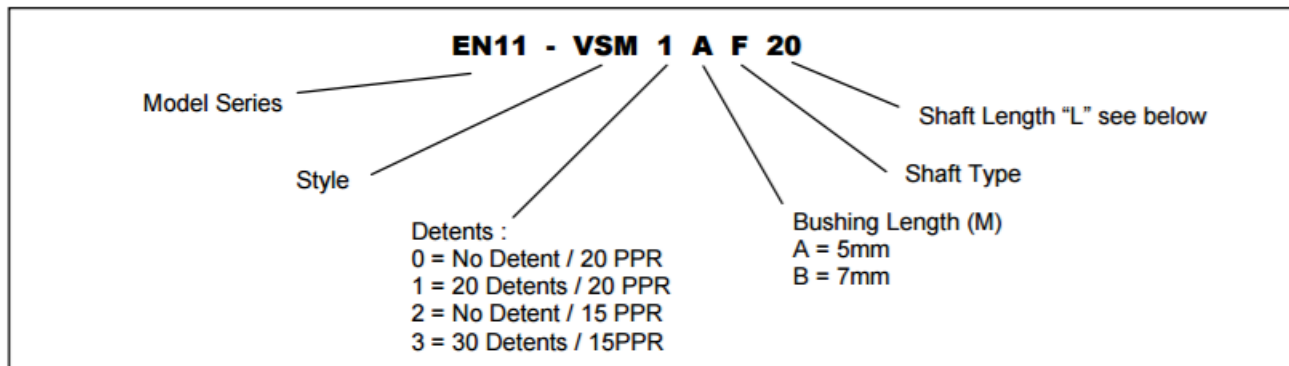 EN11 - VSM 1 A F 20
Model Series
Shaft Length “L” see below
Style
Shaft Type
Detents :
0 = No Detent / 20 PPR
1 = 20 Detents / 20 PPR
2 = No Detent / 15 PPR
3 = 30 Detents / 15PPR
Bushing Length (M)
A = 5mm
B = 7mm